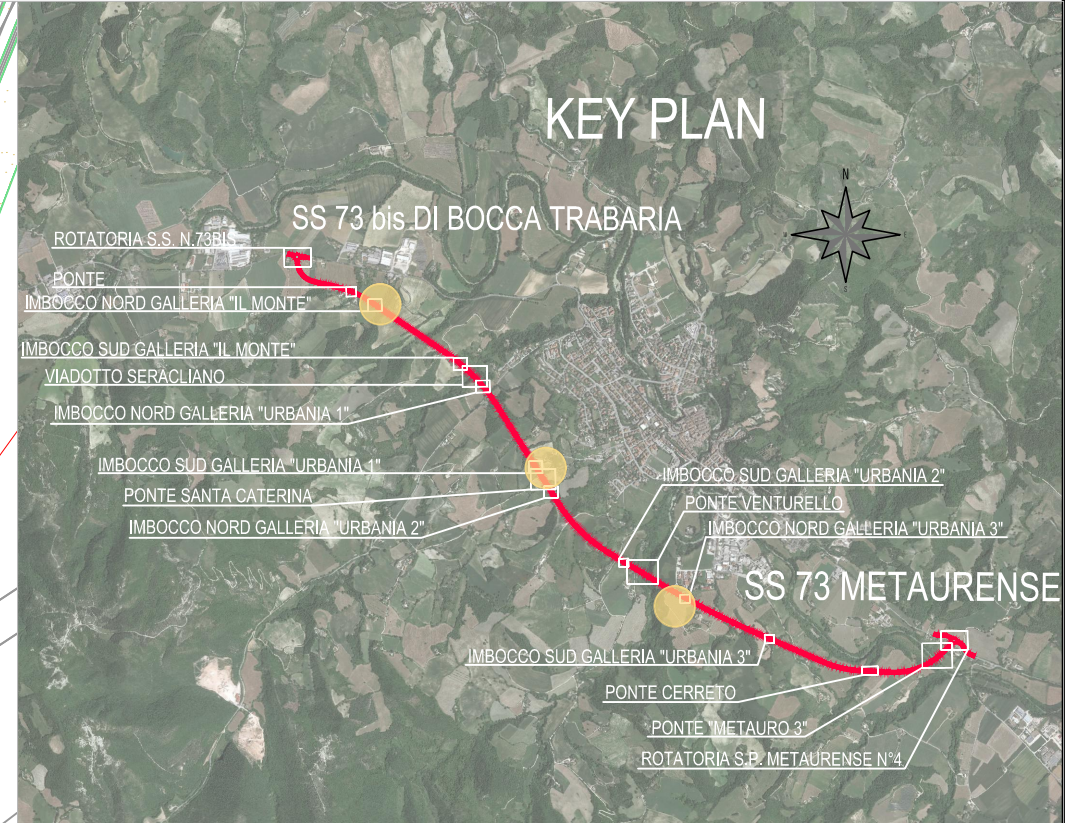 KEY PLAN
N
SS 73 bis DI BOCCA TRABARIA
ROTATORIA S.S. N.73BIS
PONTE
IMBOCCO NORD GALLERIA "IL MONTE"
IMBOCCO SUD GALLERIA "IL MONTE"
VIADOTTO SERACLIANO
IMBOCCO NORD GALLERIA "URBANIA 1"
IMBOCCO SUD GALLERIA "URBANIA 1"
PONTE SANTA CATERINA
IMBOCCO NORD GALLERIA "URBANIA 2"
IMBOCCO SUD GALLERIA "URBANIA 2"
PONTE VENTURELLO
IMBOCCO NORD GALLERIA "URBANIA 3"
SS 73 METAURENSE
IMBOCCO SUD GALLERIA "URBANIA 3"
PONTE CERRETO
PONTE "METAURO 3"
ROTATORIA S.P. METAURENSE N°4